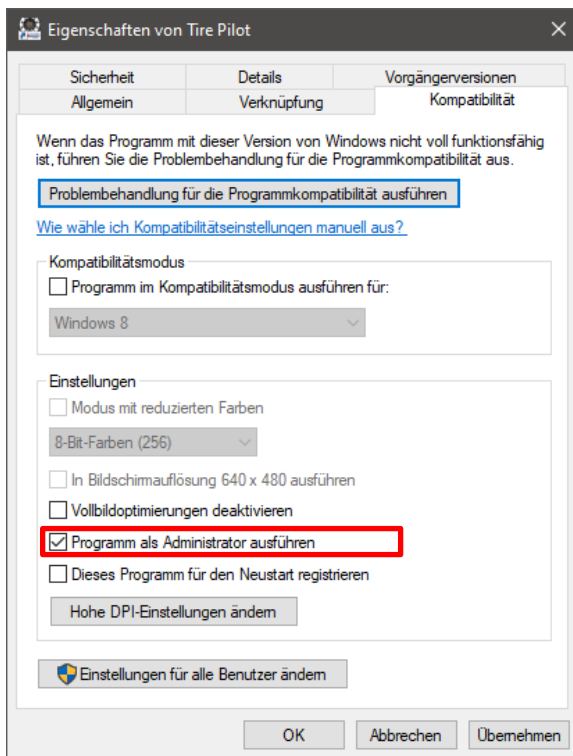 Eigenschaften von Tire Pilot
Sicherheit Details Vorgängerversionen
Allgemein Verknüpfung Kompatibilität
Wenn das Programm mit dieser Version von Windows nicht voll funktionsfähig
ist, führen Sie die Problembehandlung für die Programmkompatibilität aus.
Problembehandlung für die Programmkompatibilität ausführen
Wie wähle ich Kompatibilitätseinstellungen manuell aus?
Kompatibilitätsmodus
Programm im Kompatibilitätsmodus ausführen für:
Windows 8
Einstellungen
Modus mit reduzierten Farben
8-Bit-Farben (256)
In Bildschirmauflösung 640 x 480 ausführen
Vollbildoptimierungen deaktivieren
Programm als Administrator ausführen
Dieses Programm für den Neustart registrieren
Hohe DPI-Einstellungen ändern
Einstellungen für alle Benutzer ändern
OK Abbrechen Übernehmen